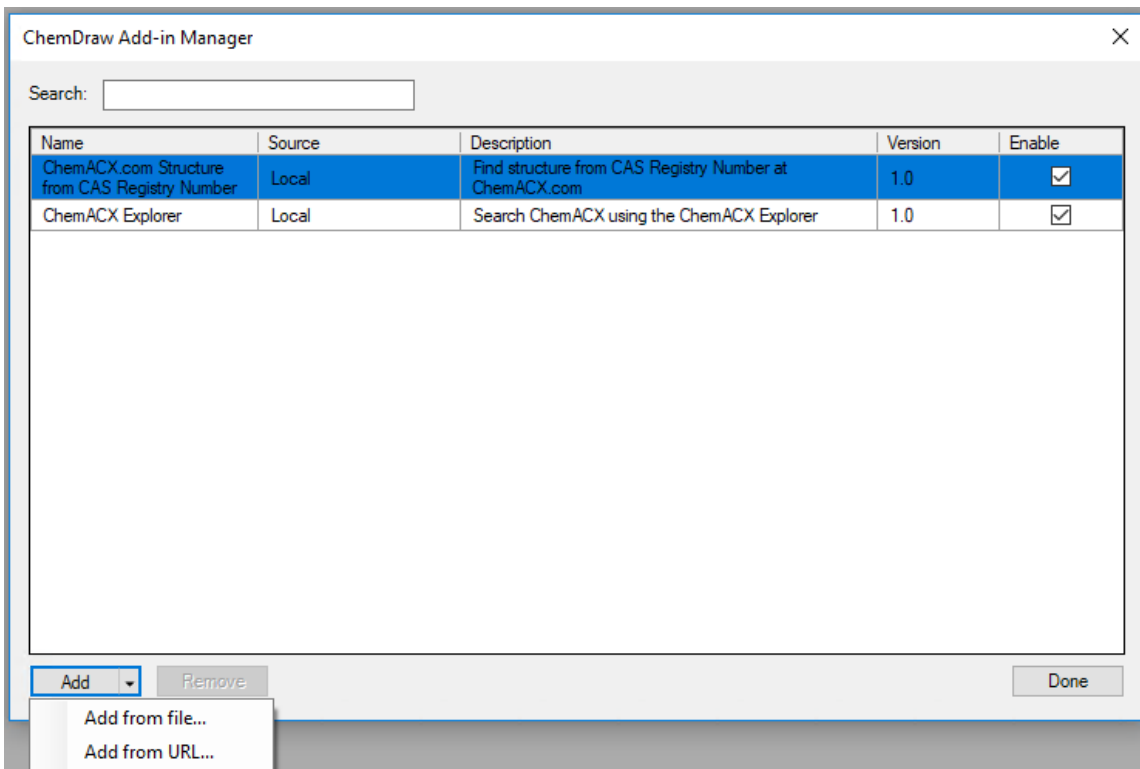 ChemDraw Add-in Manager
Search:
Name Source Description Version Enable
ChemACX.com Structure
from CAS Registry Number
Local
Find structure from CAS Registry Number at
ChemACX.com
1.0
ChemACX Explorer Local Search ChemACX using the ChemACX Explorer 1.0
Add Remove Done
Add from file...
Add from URL...